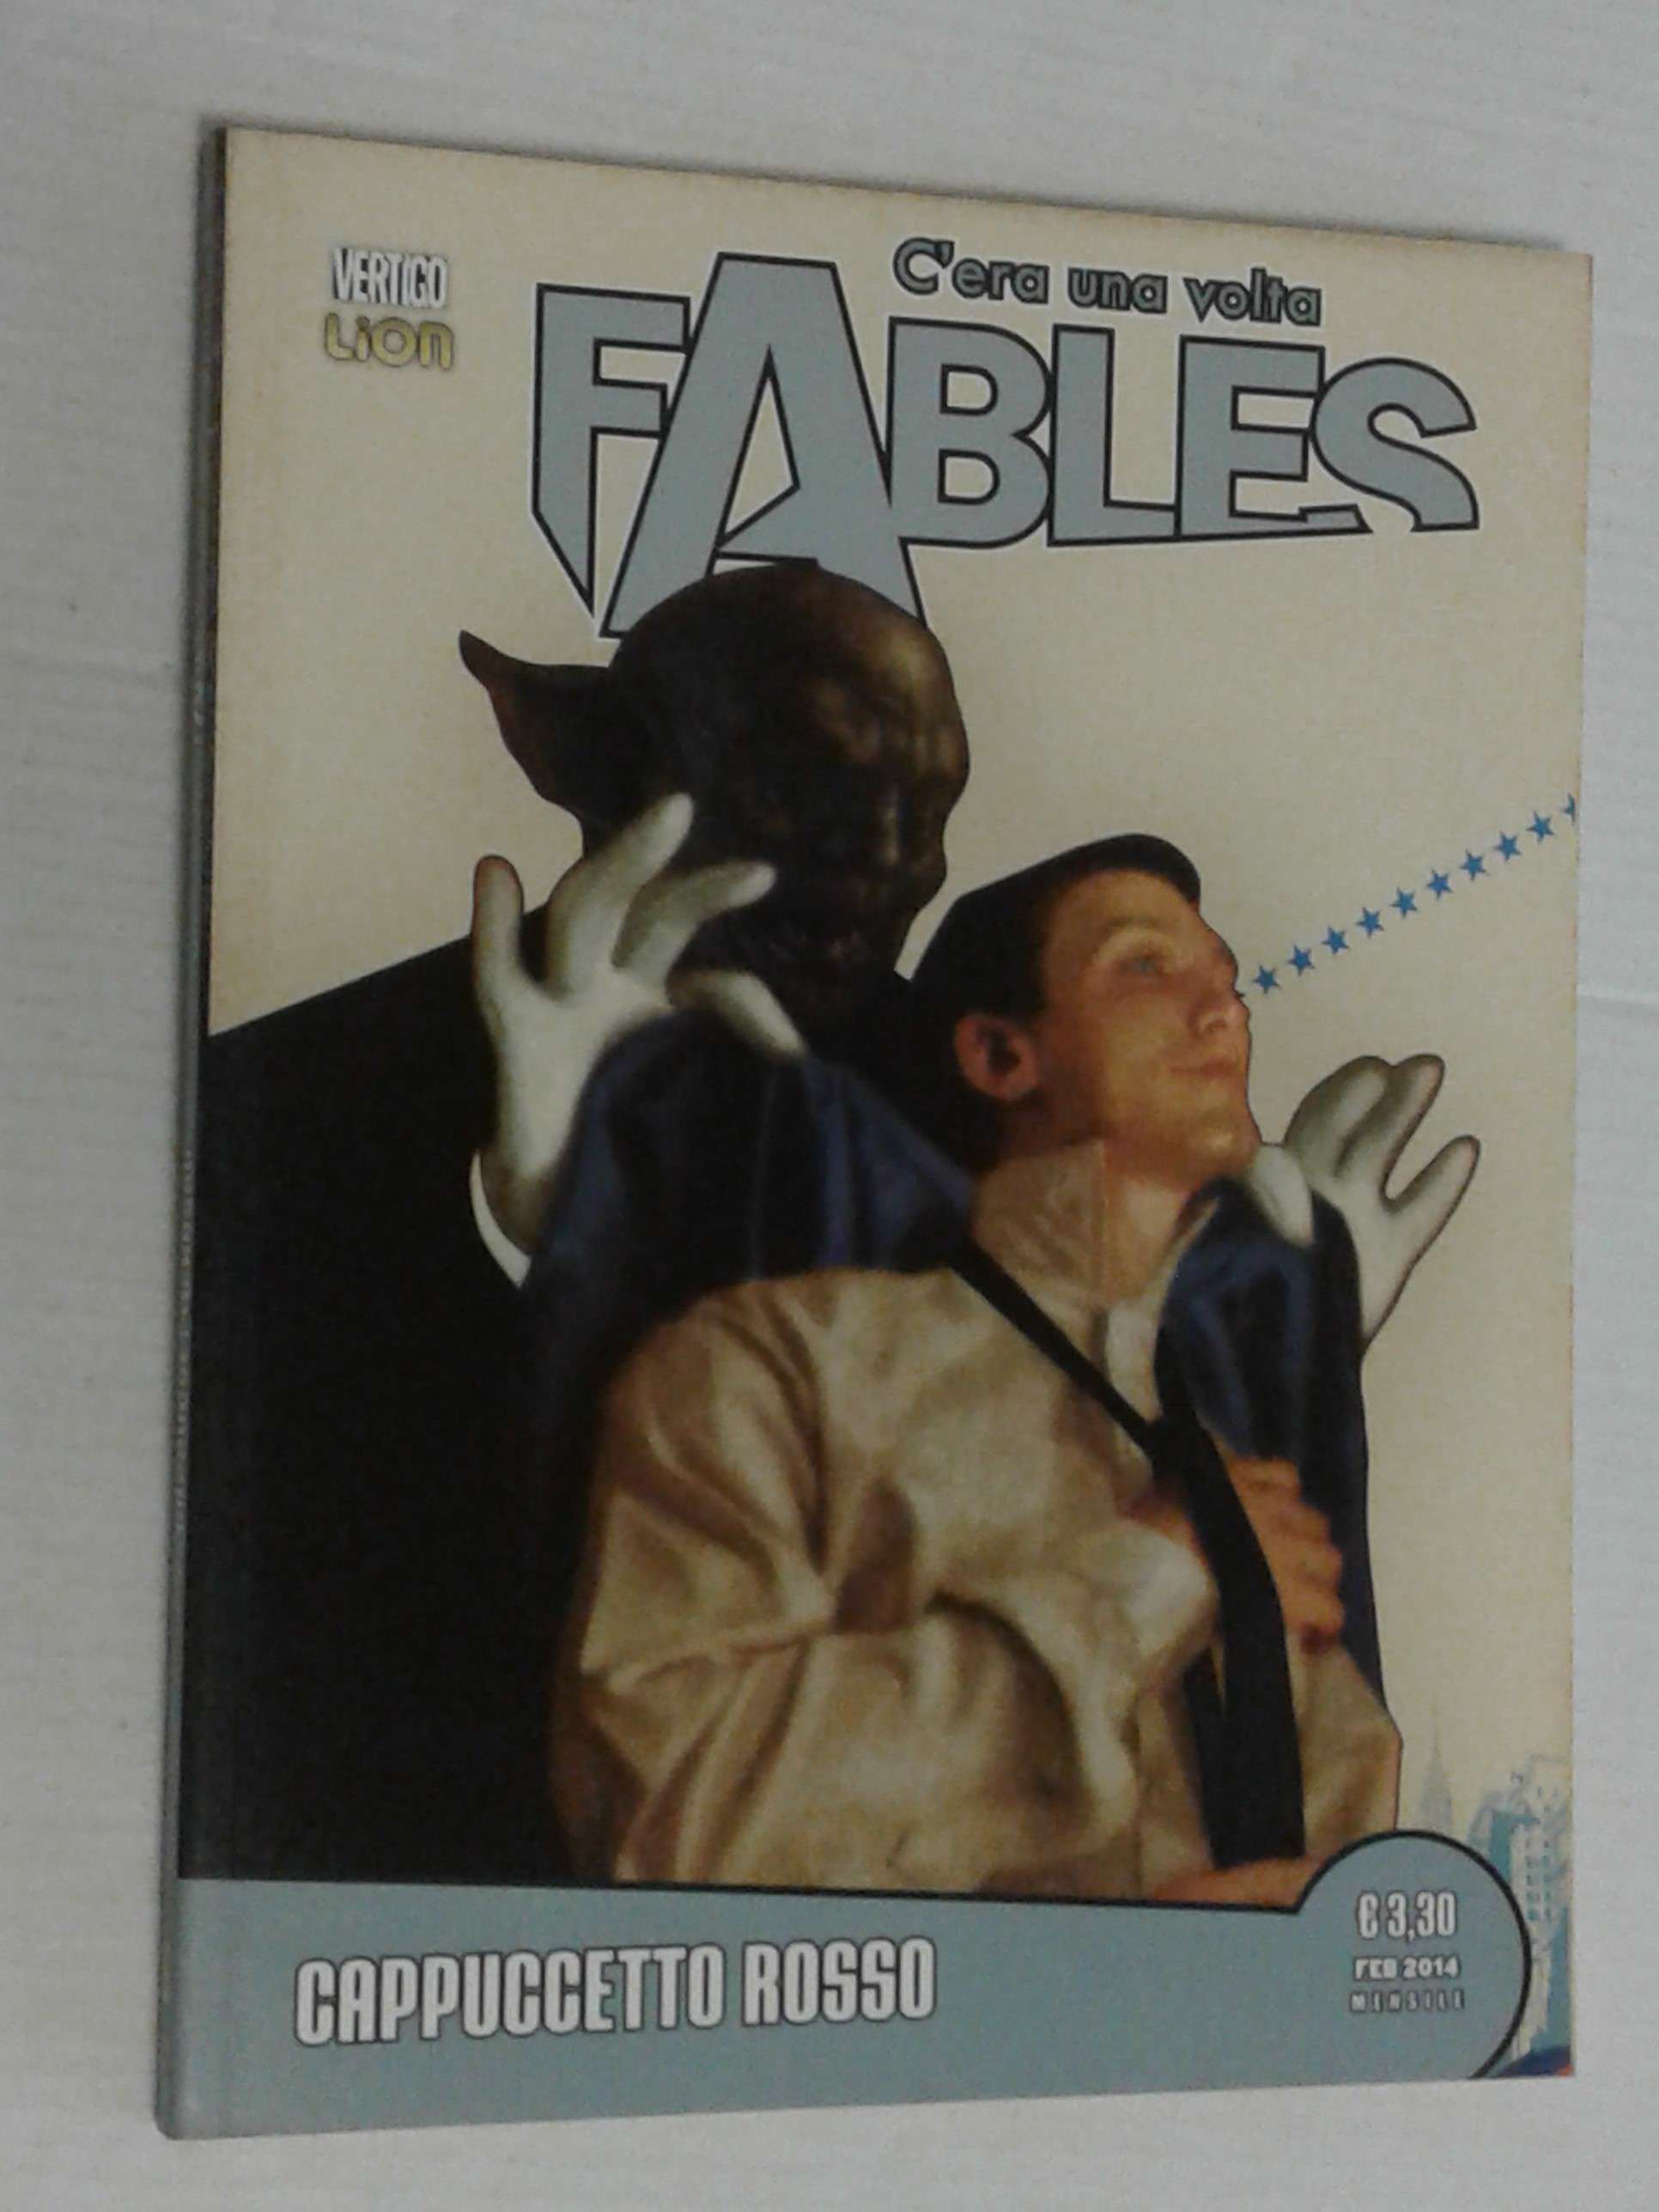 VERTIGO
LiON
C'era una volta
FABLES
CAPPUCCETTO ROSSO
€ 3,30
FEB 2014
MENSILE